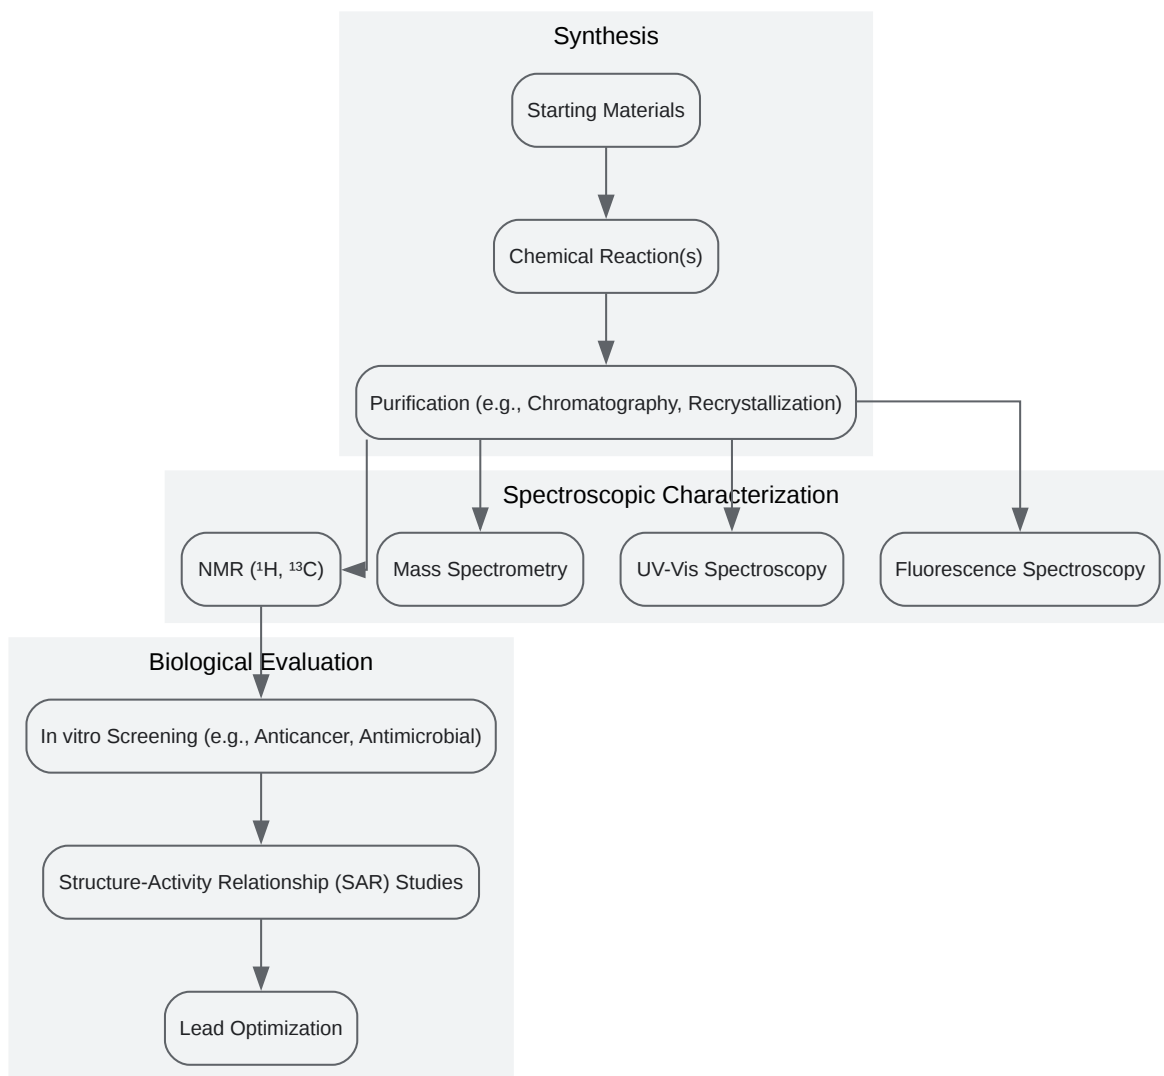 Synthesis
Starting Materials
Chemical Reaction(s)
Purification (e.g., Chromatography, Recrystallization)
Spectroscopic Characterization
NMR (¹H, ¹³C)
Mass Spectrometry
UV-Vis Spectroscopy
Fluorescence Spectroscopy
Biological Evaluation
In vitro Screening (e.g., Anticancer, Antimicrobial)
Structure-Activity Relationship (SAR) Studies
Lead Optimization